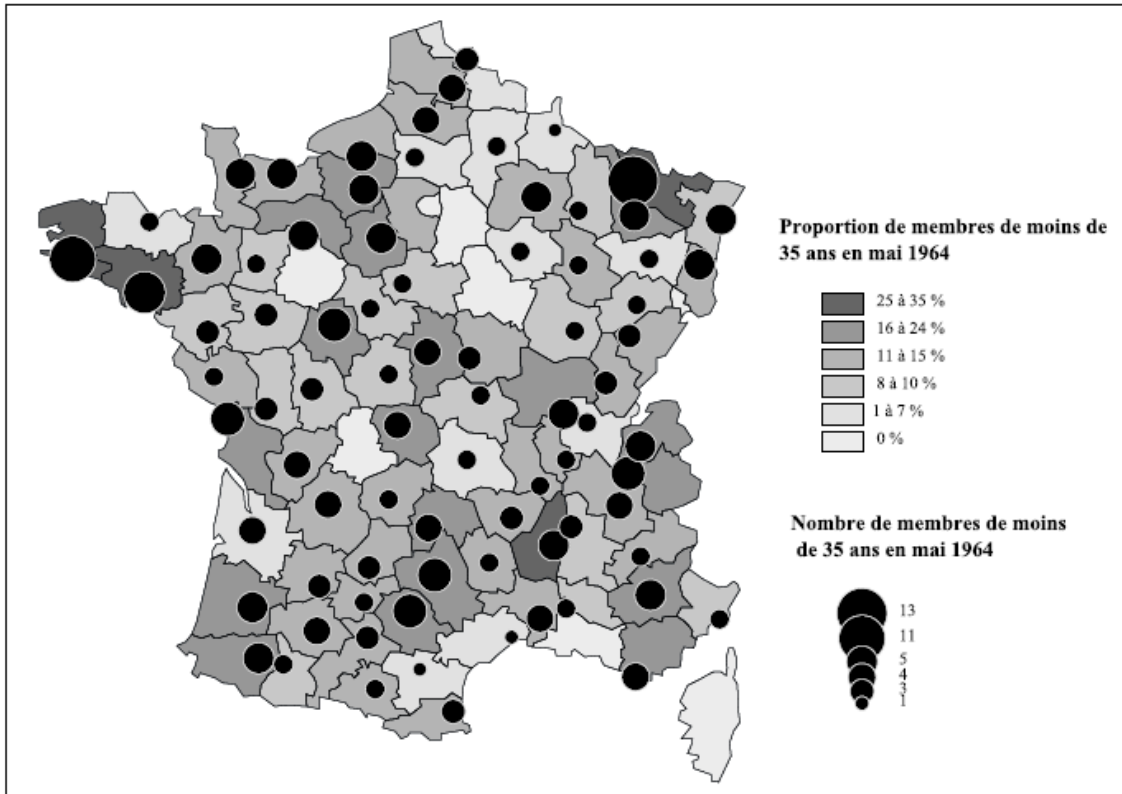 Proportion de membres de moins de
35 ans en mai 1964
25 à 35 %
16 à 24 %
11 à 15 %
8 à 10 %
1 à 7 %
0 %
Nombre de membres de moins
de 35 ans en mai 1964
13
11
5
4
3
1